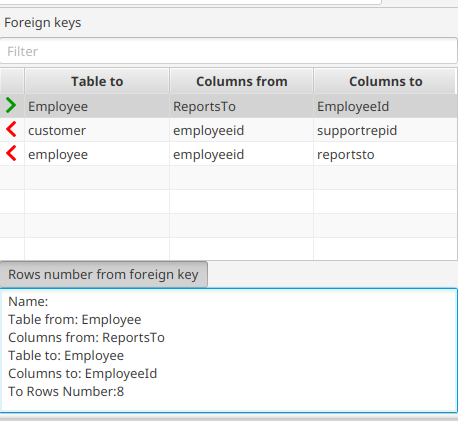 Foreign keys
Filter
Table to Columns from Columns to
Employee ReportsTo EmployeeId
customer employeeid supportrepid
employee employeeid reportsto
Rows number from foreign key
Name:
Table from: Employee
Columns from: ReportsTo
Table to: Employee
Columns to: EmployeeId
To Rows Number:8